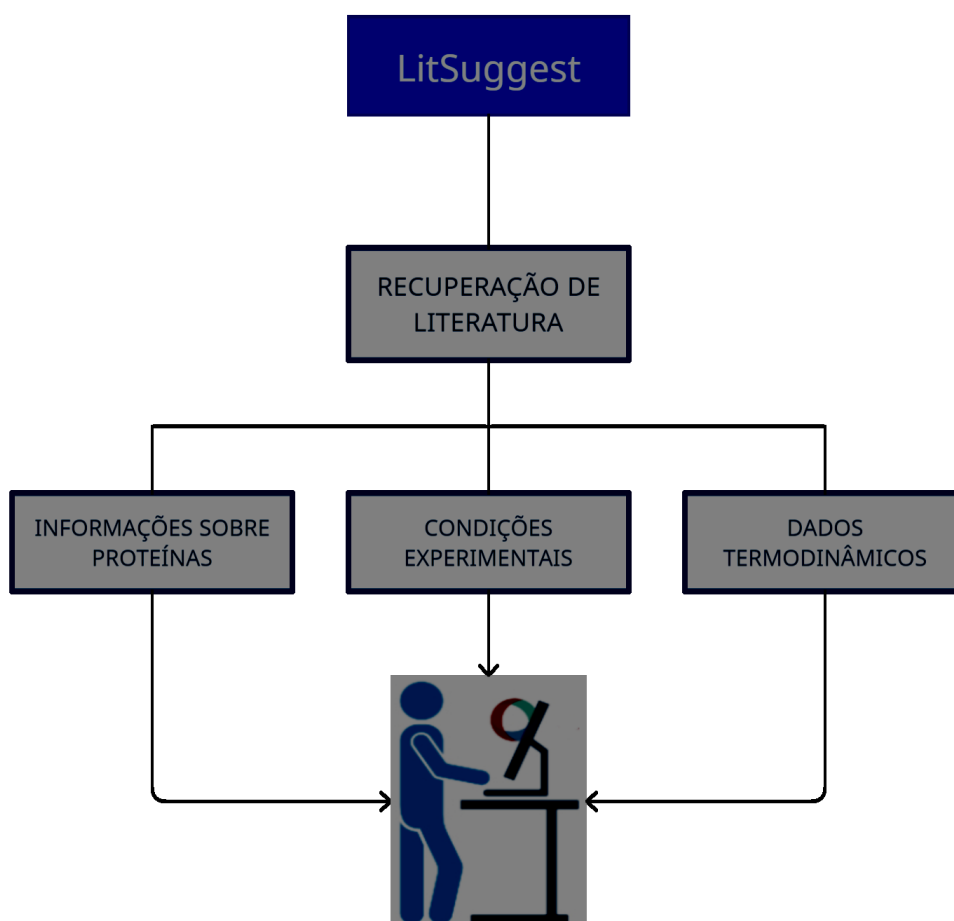 LitSuggest
RECUPERAÇÃO DE
LITERATURA
INFORMAÇÕES SOBRE
PROTEÍNAS
CONDIÇÕES
EXPERIMENTAIS
DADOS
TERMODINÂMICOS